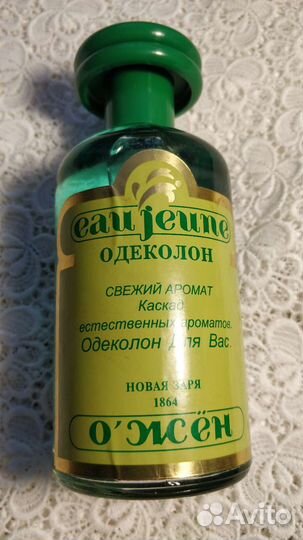 eau jeune
ОДЕКОЛОН
СВЕЖИЙ АРОМАТ
Каскад
естественных ароматов.
Одеколон Для Вас.
НОВАЯ ЗАРЯ
1864
О'ЖЁН
Avito